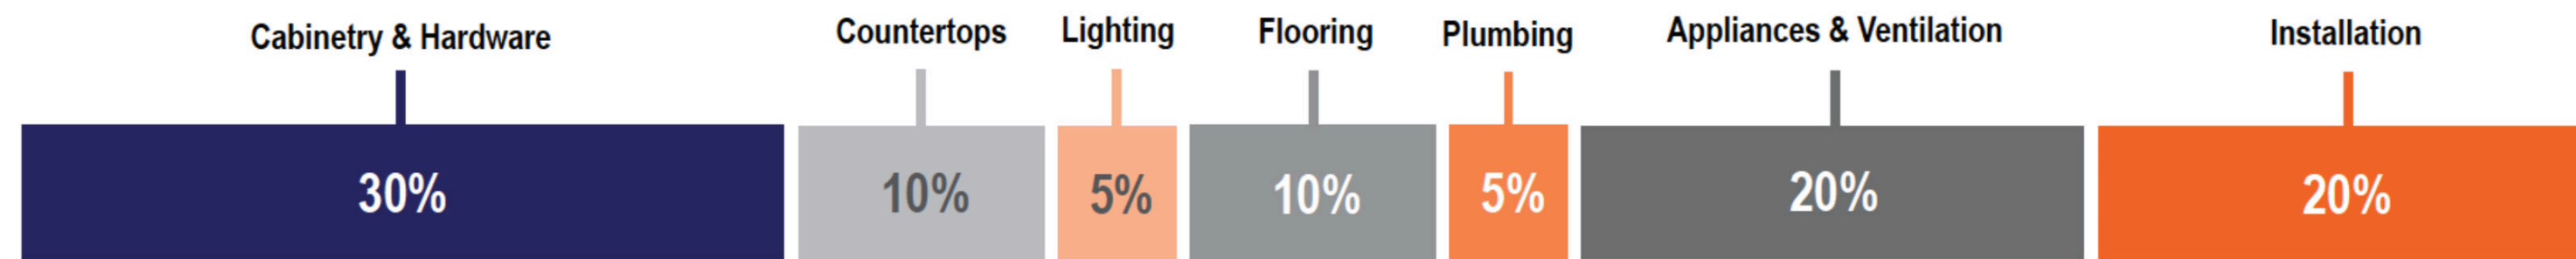 Cabinetry & Hardware
Countertops
Lighting
Flooring
Plumbing
Appliances & Ventilation
Installation
30%
10%
5%
10%
5%
20%
20%